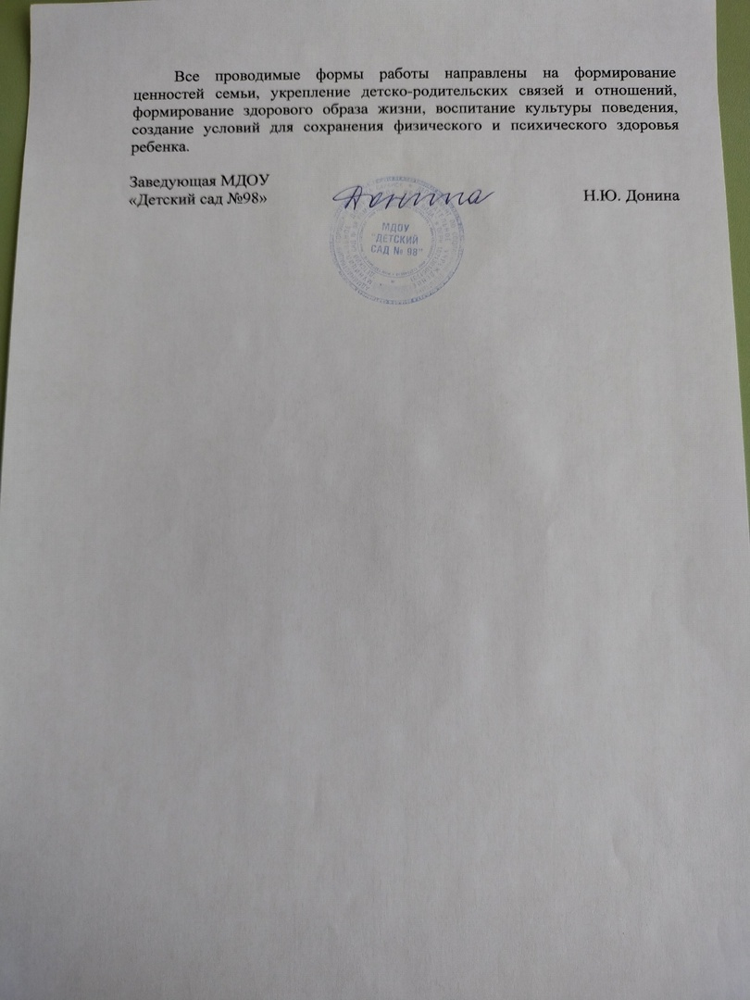 Все проводимые формы работы направлены на формирование
ценностей семьи, укрепление детско-родительских связей и отношений,
формирование здорового образа жизни, воспитание культуры поведения,
создание условий для сохранения физического и психического здоровья
ребенка.
Заведующая МДОУ
«Детский сад №98»
Донина
Н.Ю. Донина
МДОУ
"ДЕТСКИЙ
САД № 98"